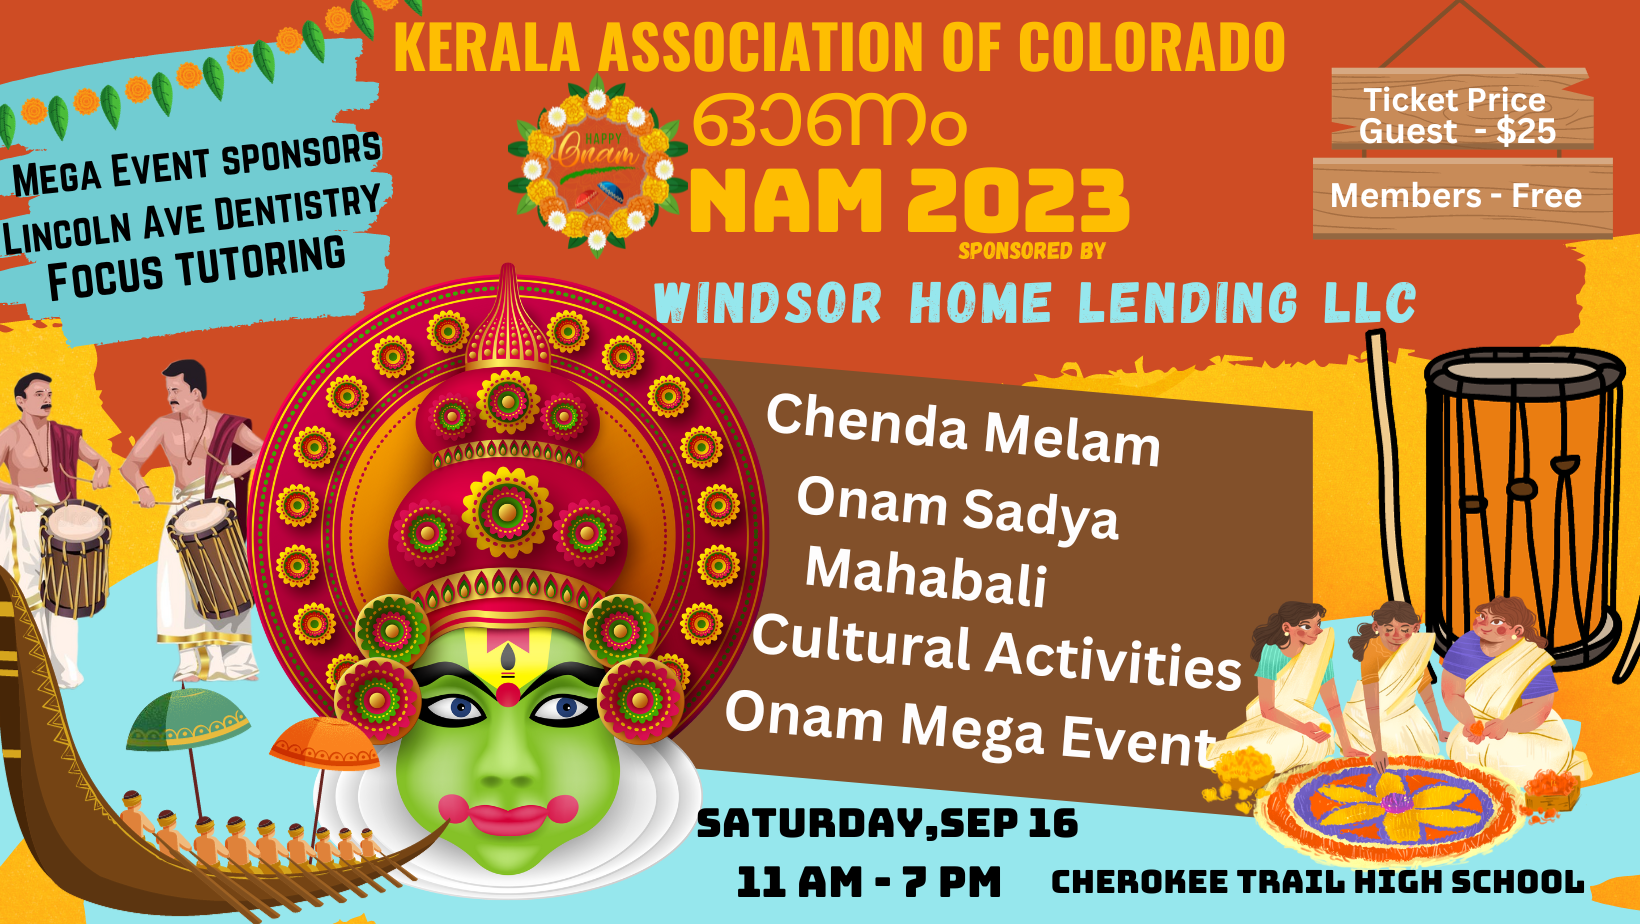 KERALA ASSOCIATION OF COLORADO
MEGA EVENT SPONSORS
LINCOLN AVE DENTISTRY
FOCUS TUTORING
HAPPY
Onam
ഓണം
NAM 2023
SPONSORED BY
WINDSOR HOME LENDING LLC
Ticket Price
Guest - $25
Members - Free
Chenda Melam
Onam Sadya
Mahabali
Cultural Activities
Onam Mega Event
SATURDAY,SEP 16
11 AM - 7 PM
CHEROKEE TRAIL HIGH SCHOOL